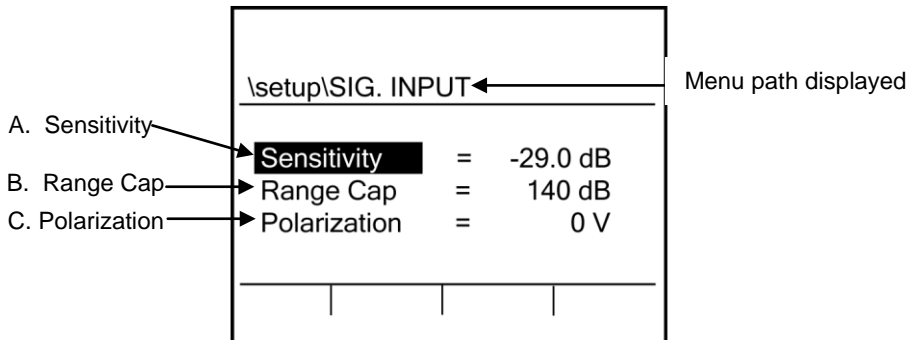 \setup\SIG. INPUT
Menu path displayed
A. Sensitivity
Sensitivity = -29.0 dB
B. Range Cap
Range Cap = 140 dB
C. Polarization
Polarization = 0 V